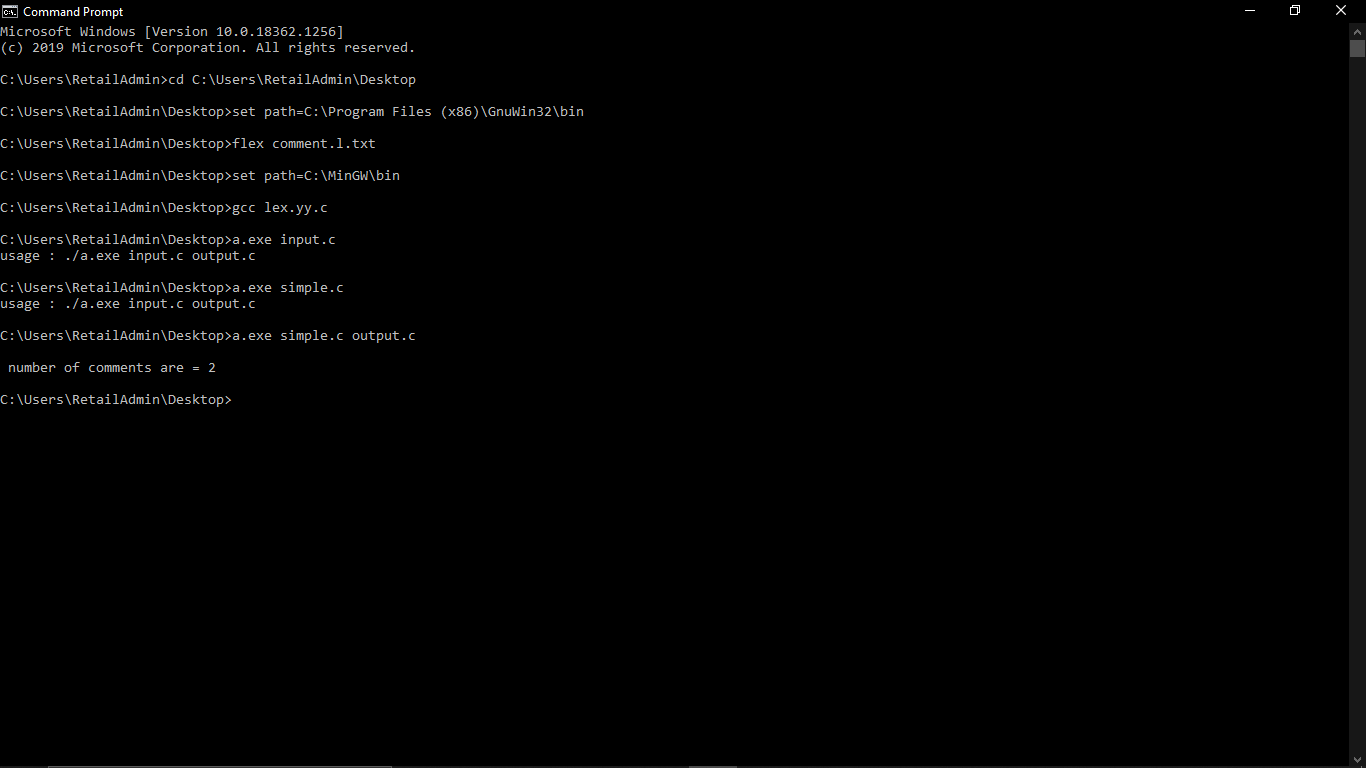 Command Prompt
Microsoft Windows [Version 10.0.18362.1256]
(c) 2019 Microsoft Corporation. All rights reserved.
C:\Users\RetailAdmin>cd C:\Users\RetailAdmin\Desktop
C:\Users\RetailAdmin\Desktop>set path=C:\Program Files (x86)\GnuWin32\bin
C:\Users\RetailAdmin\Desktop>flex comment.l.txt
C:\Users\RetailAdmin\Desktop>set path=C:\MinGW\bin
C:\Users\RetailAdmin\Desktop>gcc lex.yy.c
C:\Users\RetailAdmin\Desktop>a.exe input.c
usage : ./a.exe input.c output.c
C:\Users\RetailAdmin\Desktop>a.exe simple.c
usage : ./a.exe input.c output.c
C:\Users\RetailAdmin\Desktop>a.exe simple.c output.c
number of comments are = 2
C:\Users\RetailAdmin\Desktop>